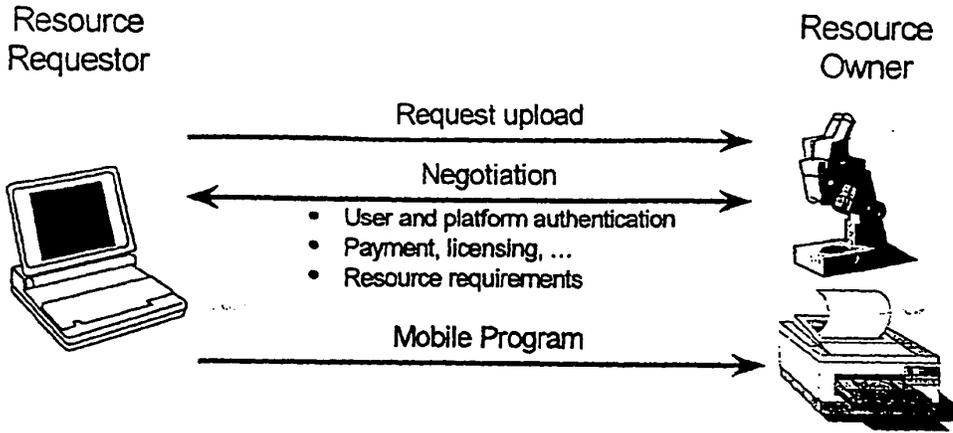 Resource
Requestor
Resource
Owner
Request upload
Negotiation
• User and platform authentication
• Payment, licensing, ...
• Resource requirements
Mobile Program